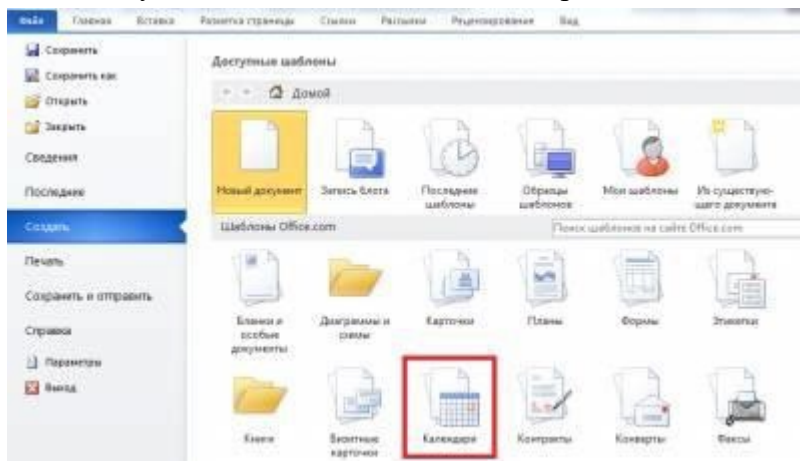 Файл Главная Вставка Разметка страницы Ссылки Рассылки Рецензирование Вид
Сохранить
Сохранить как
Открыть
Закрыть
Сведения
Последние
Создать
Печать
Сохранить и отправить
Справка
Параметры
Выход
Доступные шаблоны
Домой
Новый документ Запись блога Последние шаблоны Образцы шаблонов Мои шаблоны Из существую-щего документа
Шаблоны Office.com Поиск шаблонов на сайте Office.com
Бланки и особые документы Диаграммы и схемы Карточки Планы Формы Этикетки
Книги Визитные карточки Календари Контракты Конверты Факсы